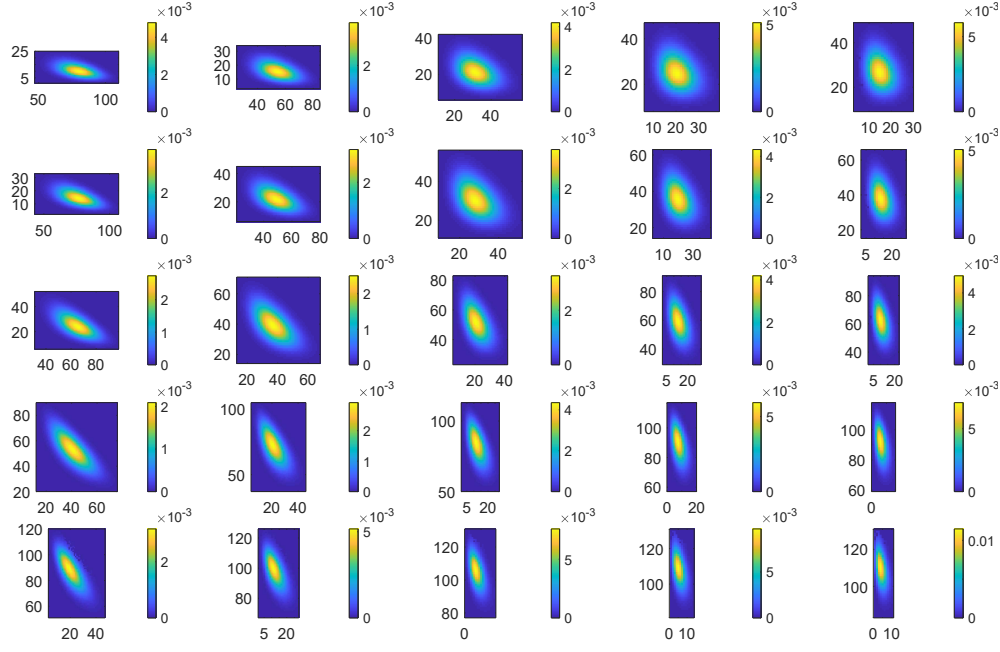 ×10⁻³ ×10⁻³ ×10⁻³ ×10⁻³ ×10⁻³
25 5 50 100 4 2 0
30 20 10 40 60 80 2 0
40 20 20 40 4 2 0
40 20 10 20 30 5 0
40 20 10 20 30 5 0
×10⁻³ ×10⁻³ ×10⁻³ ×10⁻³ ×10⁻³
30 20 10 50 100 2 0
40 20 40 60 80 2 0
40 20 20 40 2 0
60 40 20 10 30 4 2 0
60 40 20 5 20 5 0
×10⁻³ ×10⁻³ ×10⁻³ ×10⁻³ ×10⁻³
40 20 40 60 80 2 1 0
60 40 20 20 40 60 2 1 0
80 60 40 20 40 2 0
80 60 40 5 20 4 2 0
80 60 40 5 20 4 2 0
×10⁻³ ×10⁻³ ×10⁻³ ×10⁻³ ×10⁻³
80 60 40 20 20 40 60 2 1 0
100 50 20 40 2 1 0
100 50 5 20 4 2 0
100 80 60 0 20 5 0
100 80 60 0 5 0
×10⁻³ ×10⁻³ ×10⁻³ ×10⁻³
120 100 80 60 20 40 2 0
120 100 80 5 20 5 0
120 100 80 0 5 0
120 100 0 10 5 0
120 100 0 10 0.01 0